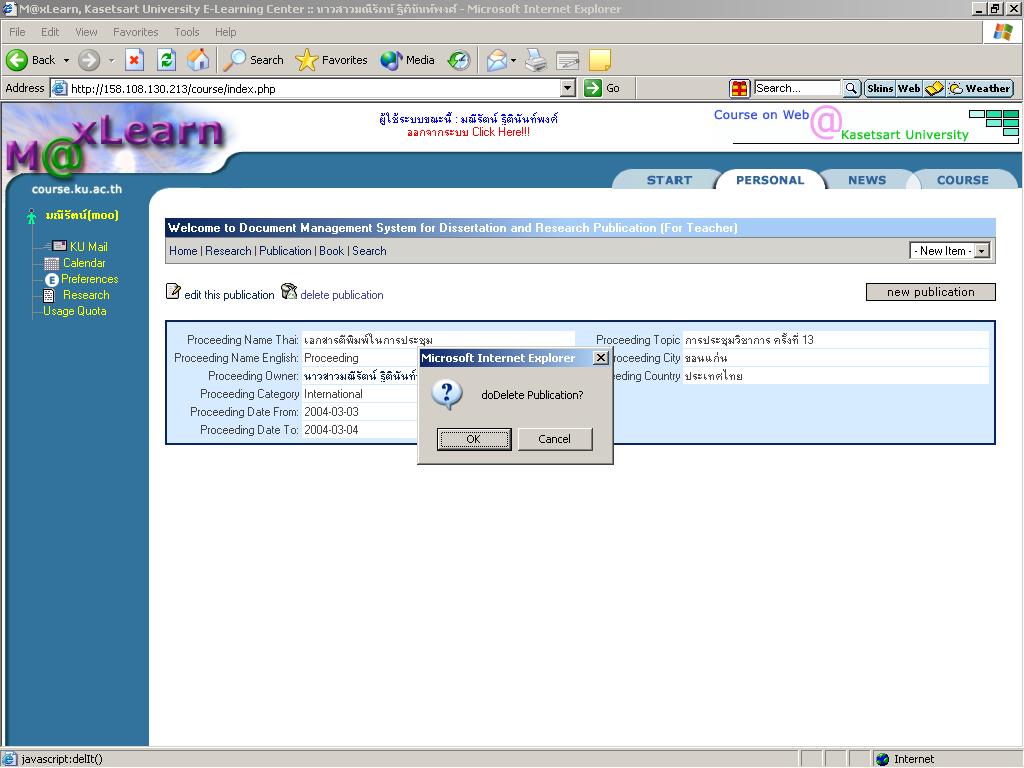 M@xLearn, Kasetsart University E-Learning Center :: นางสาวมณีรัตน์ ฐิตินันท์พงศ์ - Microsoft Internet Explorer
File Edit View Favorites Tools Help
Back Search Favorites Media
Address http://158.108.130.213/course/index.php Go Search... Skins Web Weather
M@xLearn
course.ku.ac.th
ผู้ใช้ระบบขณะนี้ : มณีรัตน์ ฐิตินันท์พงศ์
ออกจากระบบ Click Here!!!
Course on Web @ Kasetsart University
START PERSONAL NEWS COURSE
มณีรัตน์(moo)
KU Mail
Calendar
Preferences
Research
Usage Quota
Welcome to Document Management System for Dissertation and Research Publication (For Teacher)
Home | Research | Publication | Book | Search - New Item -
edit this publication delete publication new publication
Proceeding Name Thai: เอกสารตีพิมพ์ในการประชุม Proceeding Topic การประชุมวิชาการ ครั้งที่ 13
Proceeding Name English: Proceeding roceeding City ขอนแก่น
Proceeding Owner: นางสาวมณีรัตน์ ฐิตินันท์ eeding Country ประเทศไทย
Proceeding Category International
Proceeding Date From: 2004-03-03
Proceeding Date To: 2004-03-04
Microsoft Internet Explorer
doDelete Publication?
OK Cancel
javascript:delIt() Internet